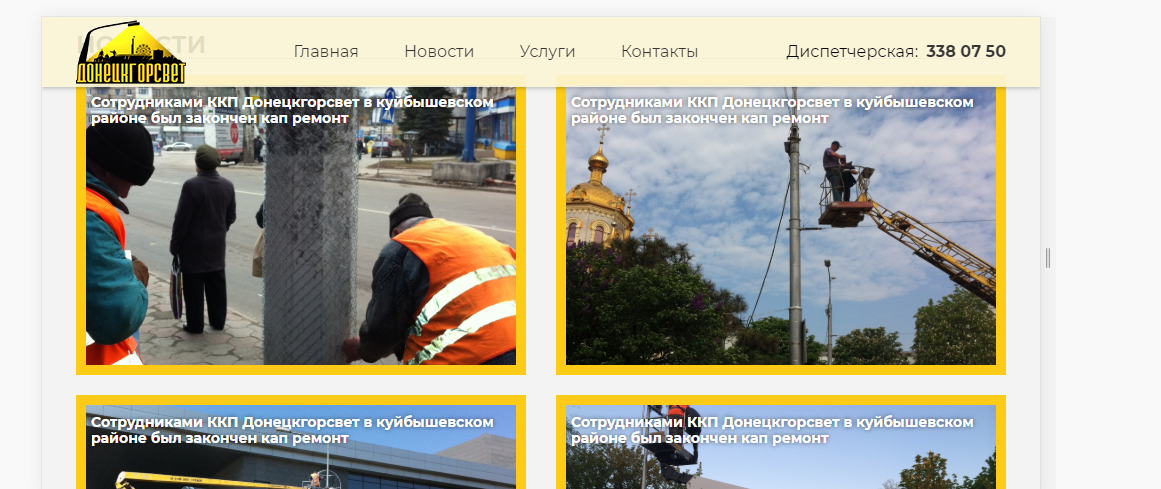 НОВОСТИ
ДОНЕЦКГОРСВЕТ
Главная Новости Услуги Контакты Диспетчерская: 338 07 50
Сотрудниками ККП Донецкгорсвет в куйбышевском
районе был закончен кап ремонт
Сотрудниками ККП Донецкгорсвет в куйбышевском
районе был закончен кап ремонт
Сотрудниками ККП Донецкгорсвет в куйбышевском
районе был закончен кап ремонт
Сотрудниками ККП Донецкгорсвет в куйбышевском
районе был закончен кап ремонт